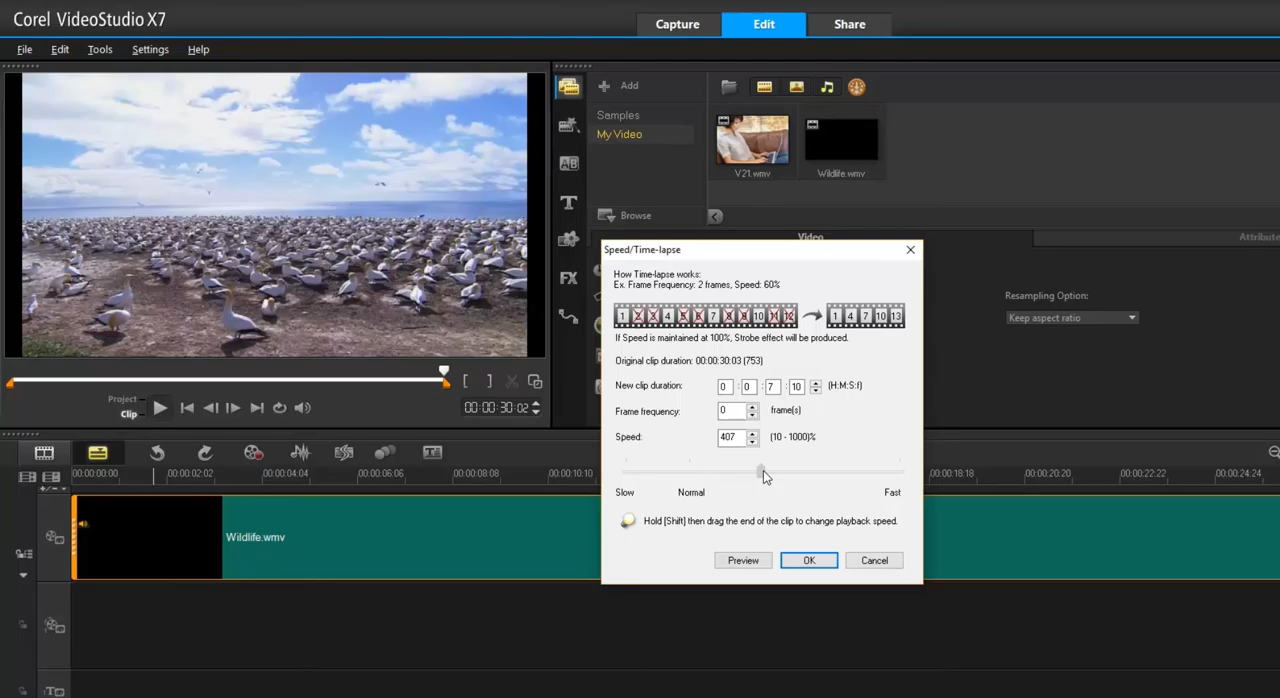 Corel VideoStudio X7
Capture
Edit
Share
File
Edit
Tools
Settings
Help
Add
Samples
My Video
V21.wmv
Wildlife.wmv
Browse
Video
Attribute
Speed/Time-lapse
How Time-lapse works:
Ex. Frame Frequency: 2 frames, Speed: 60%
1 2 3 4 5 6 7 8 9 10 11 12
1 4 7 10 13
If Speed is maintained at 100%, Strobe effect will be produced.
Original clip duration: 00:00:30:03 (753)
New clip duration: 0 : 0 : 7 : 10 (H:M:S:f)
Frame frequency: 0 frame(s)
Speed: 407 (10 - 1000)%
Slow Normal Fast
Hold [Shift] then drag the end of the clip to change playback speed.
Preview OK Cancel
Resampling Option:
Keep aspect ratio
Project
Clip
00:00:30:02
00:00:00:00 00:00:02:02 00:00:04:04 00:00:06:06 00:00:08:08 00:00:10:10 00:00:18:18 00:00:20:20 00:00:22:22 00:00:24:24
Wildlife.wmv